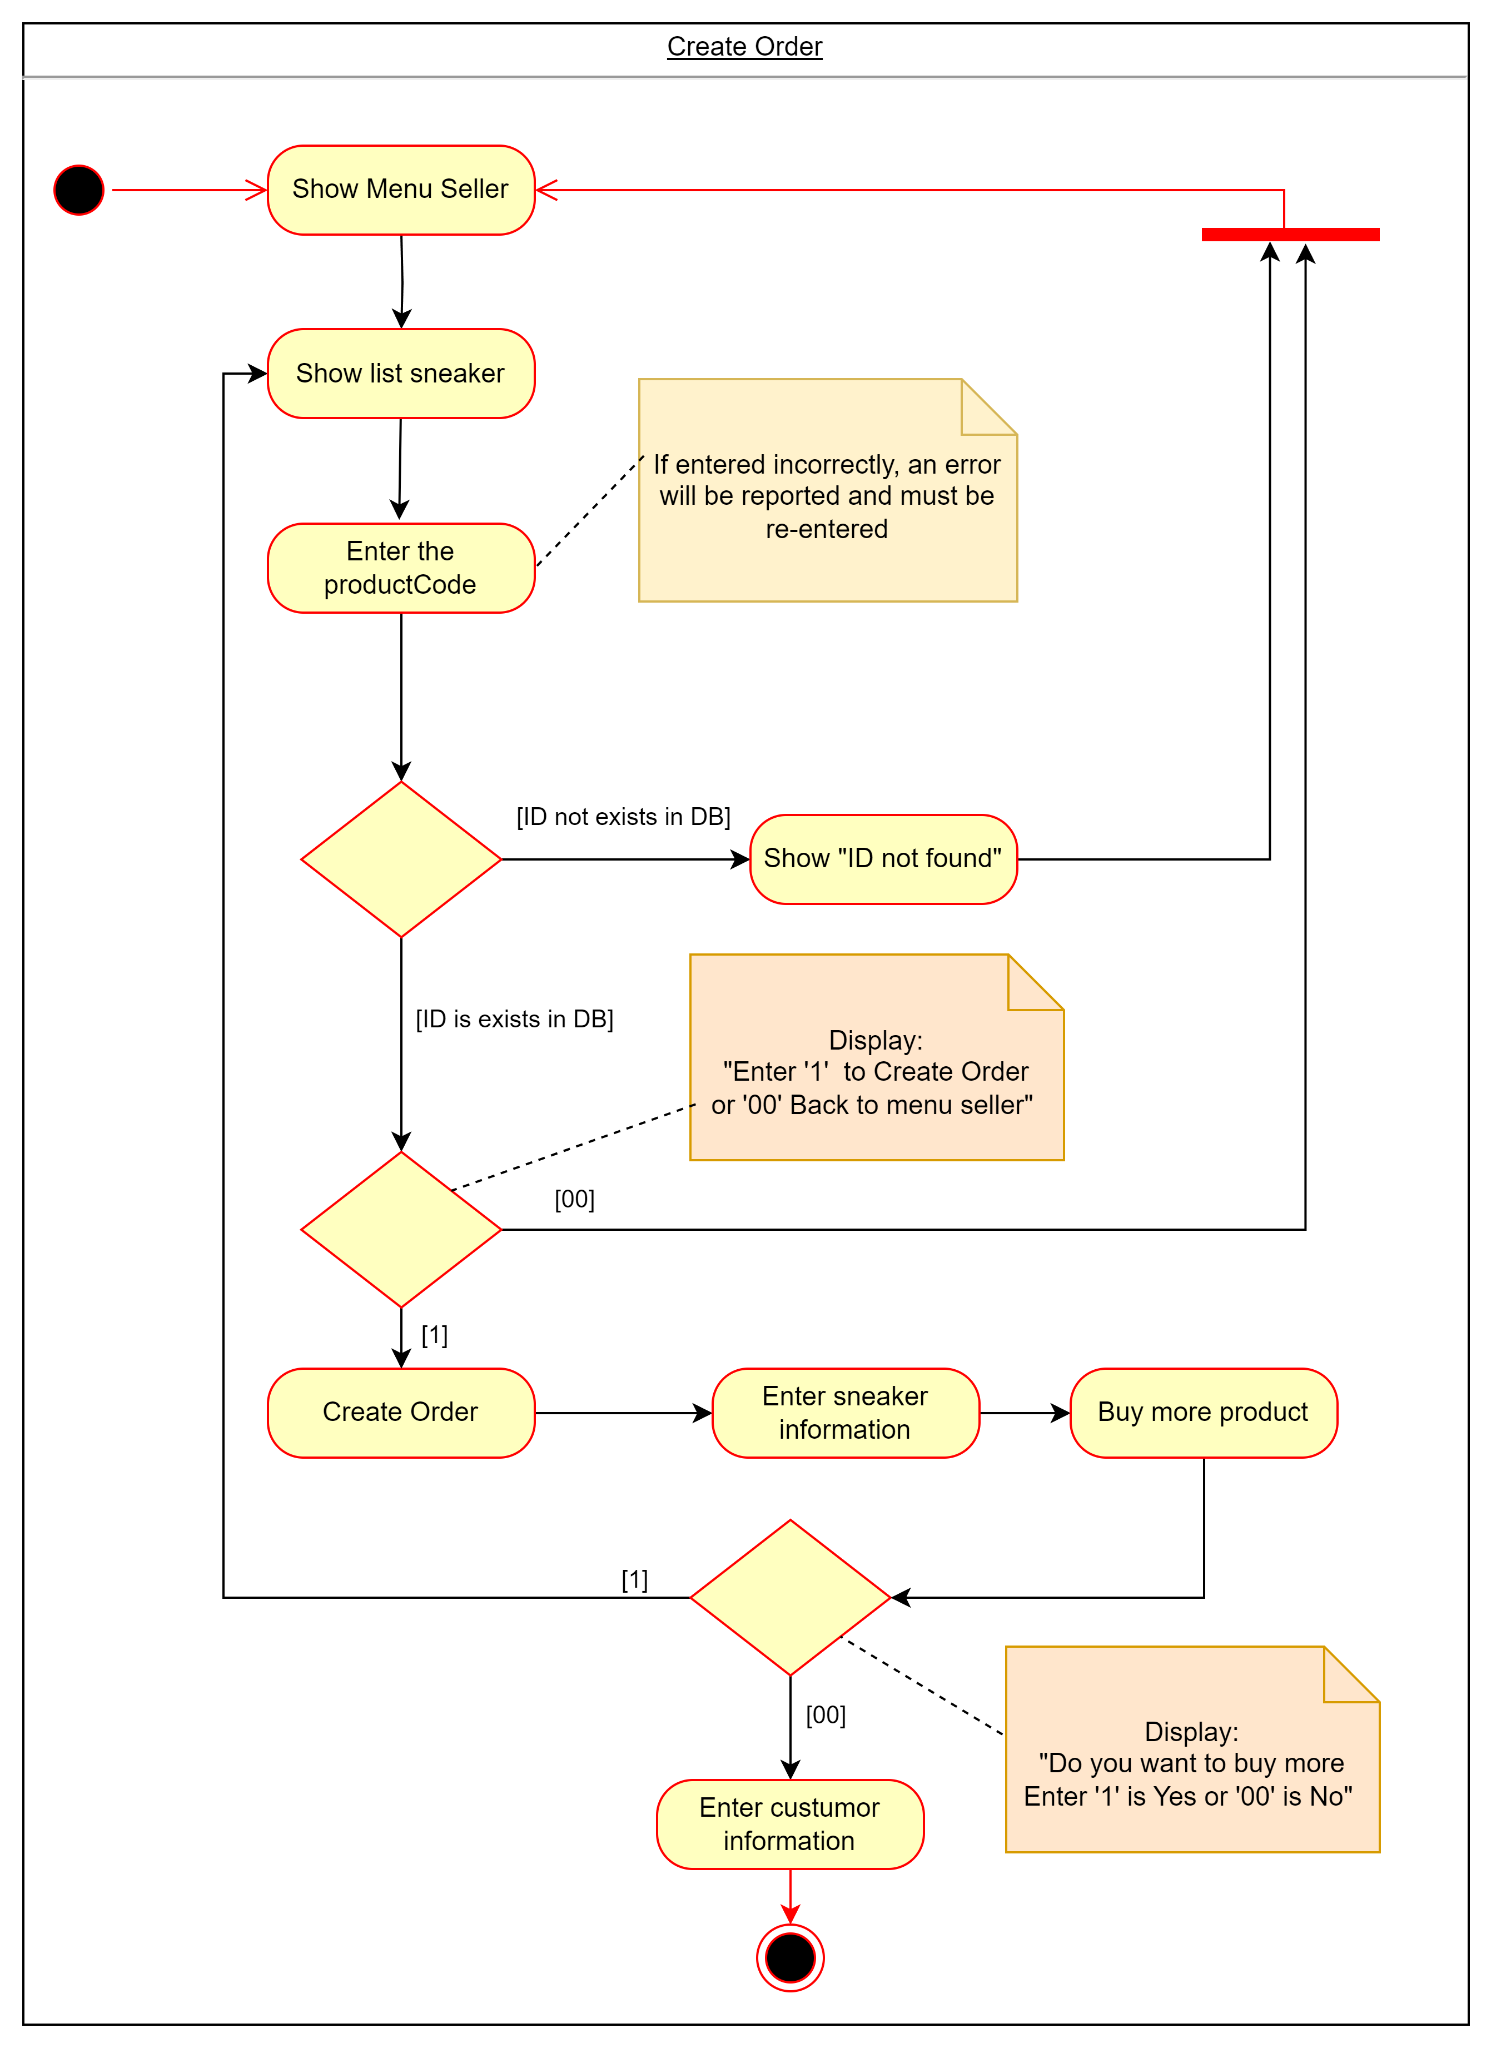 Create Order
Show Menu Seller
Show list sneaker
If entered incorrectly, an error
will be reported and must be
re-entered
Enter the
productCode
[ID not exists in DB]
Show "ID not found"
[ID is exists in DB]
Display:
"Enter '1'  to Create Order
or '00' Back to menu seller"
[00]
[1]
Create Order
Enter sneaker
information
Buy more product
[1]
[00]
Display:
"Do you want to buy more
Enter '1' is Yes or '00' is No"
Enter custumor
information